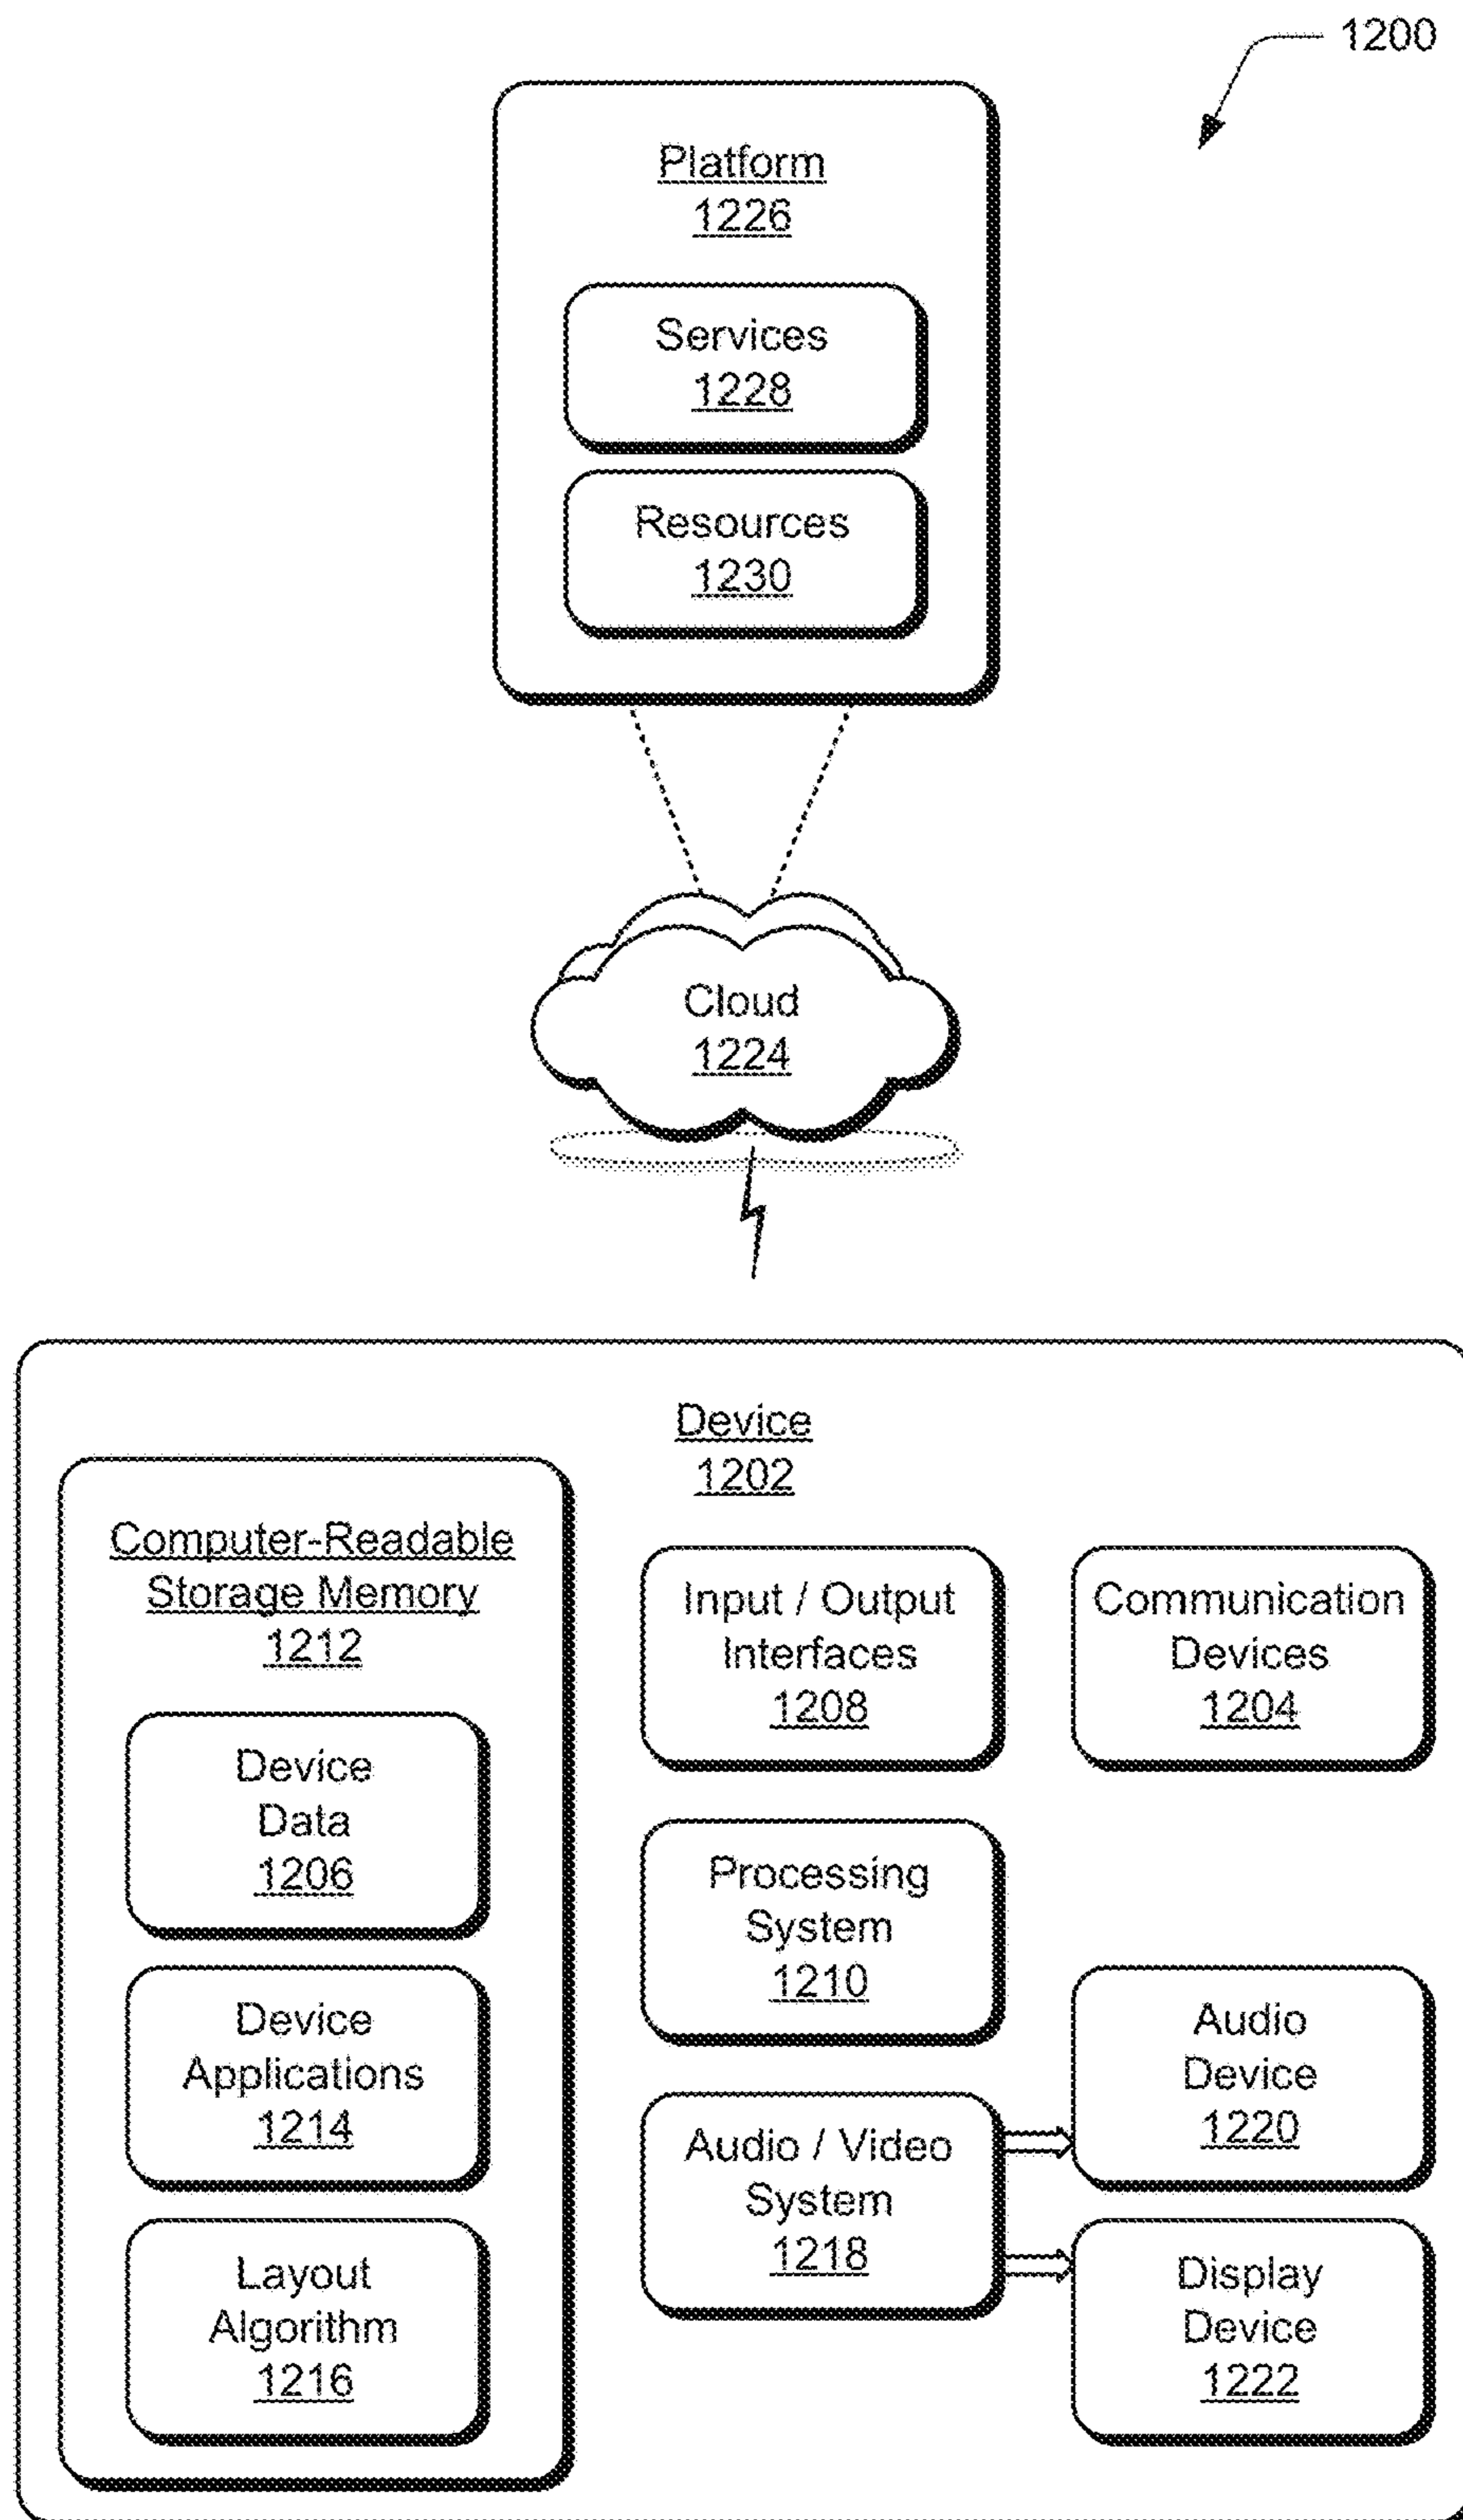 1200
Platform
1226
Services
1228
Resources
1230
Cloud
1224
Device
1202
Computer-Readable
Storage Memory
1212
Device
Data
1206
Device
Applications
1214
Layout
Algorithm
1216
Input / Output
Interfaces
1208
Processing
System
1210
Audio / Video
System
1218
Communication
Devices
1204
Audio
Device
1220
Display
Device
1222